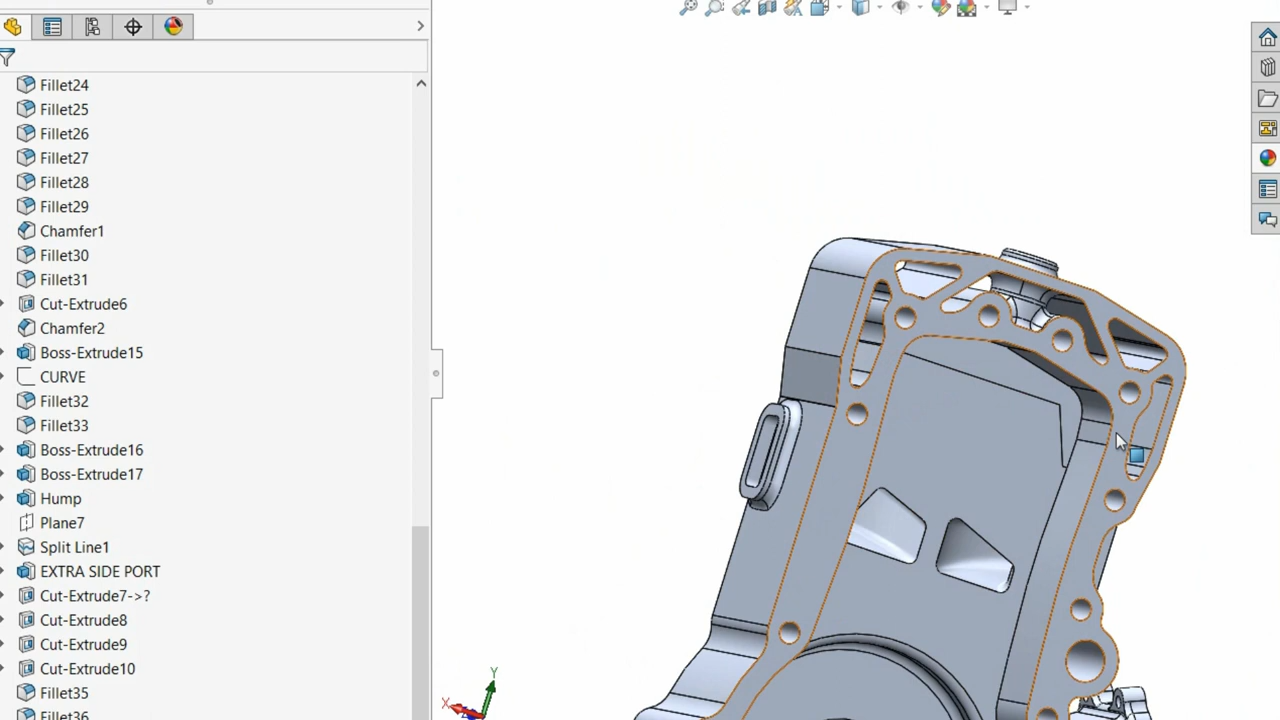 Fillet24
Fillet25
Fillet26
Fillet27
Fillet28
Fillet29
Chamfer1
Fillet30
Fillet31
Cut-Extrude6
Chamfer2
Boss-Extrude15
CURVE
Fillet32
Fillet33
Boss-Extrude16
Boss-Extrude17
Hump
Plane7
Split Line1
EXTRA SIDE PORT
Cut-Extrude7->?
Cut-Extrude8
Cut-Extrude9
Cut-Extrude10
Fillet35
Fillet36
Y
X